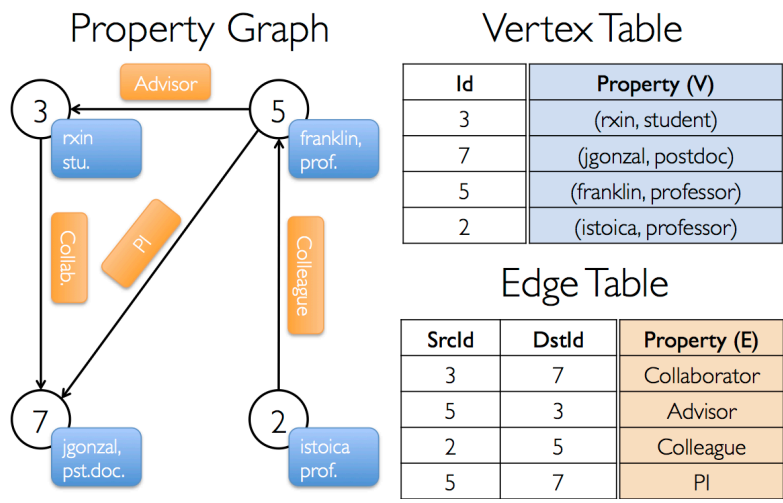 Property Graph
Advisor
3
5
rxin
stu.
franklin,
prof.
Collab.
PI
Colleague
7
2
jgonzal,
pst.doc.
istoica
prof.
Vertex Table
Id Property (V)
3 (rxin, student)
7 (jgonzal, postdoc)
5 (franklin, professor)
2 (istoica, professor)
Edge Table
SrcId DstId Property (E)
3 7 Collaborator
5 3 Advisor
2 5 Colleague
5 7 PI